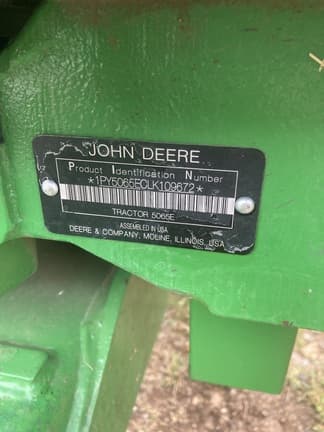 JOHN DEERE
Product Identification Number
*1PY5065ECLK109672*
TRACTOR 5065E
ASSEMBLED IN USA
DEERE & COMPANY, MOLINE, ILLINOIS, USA